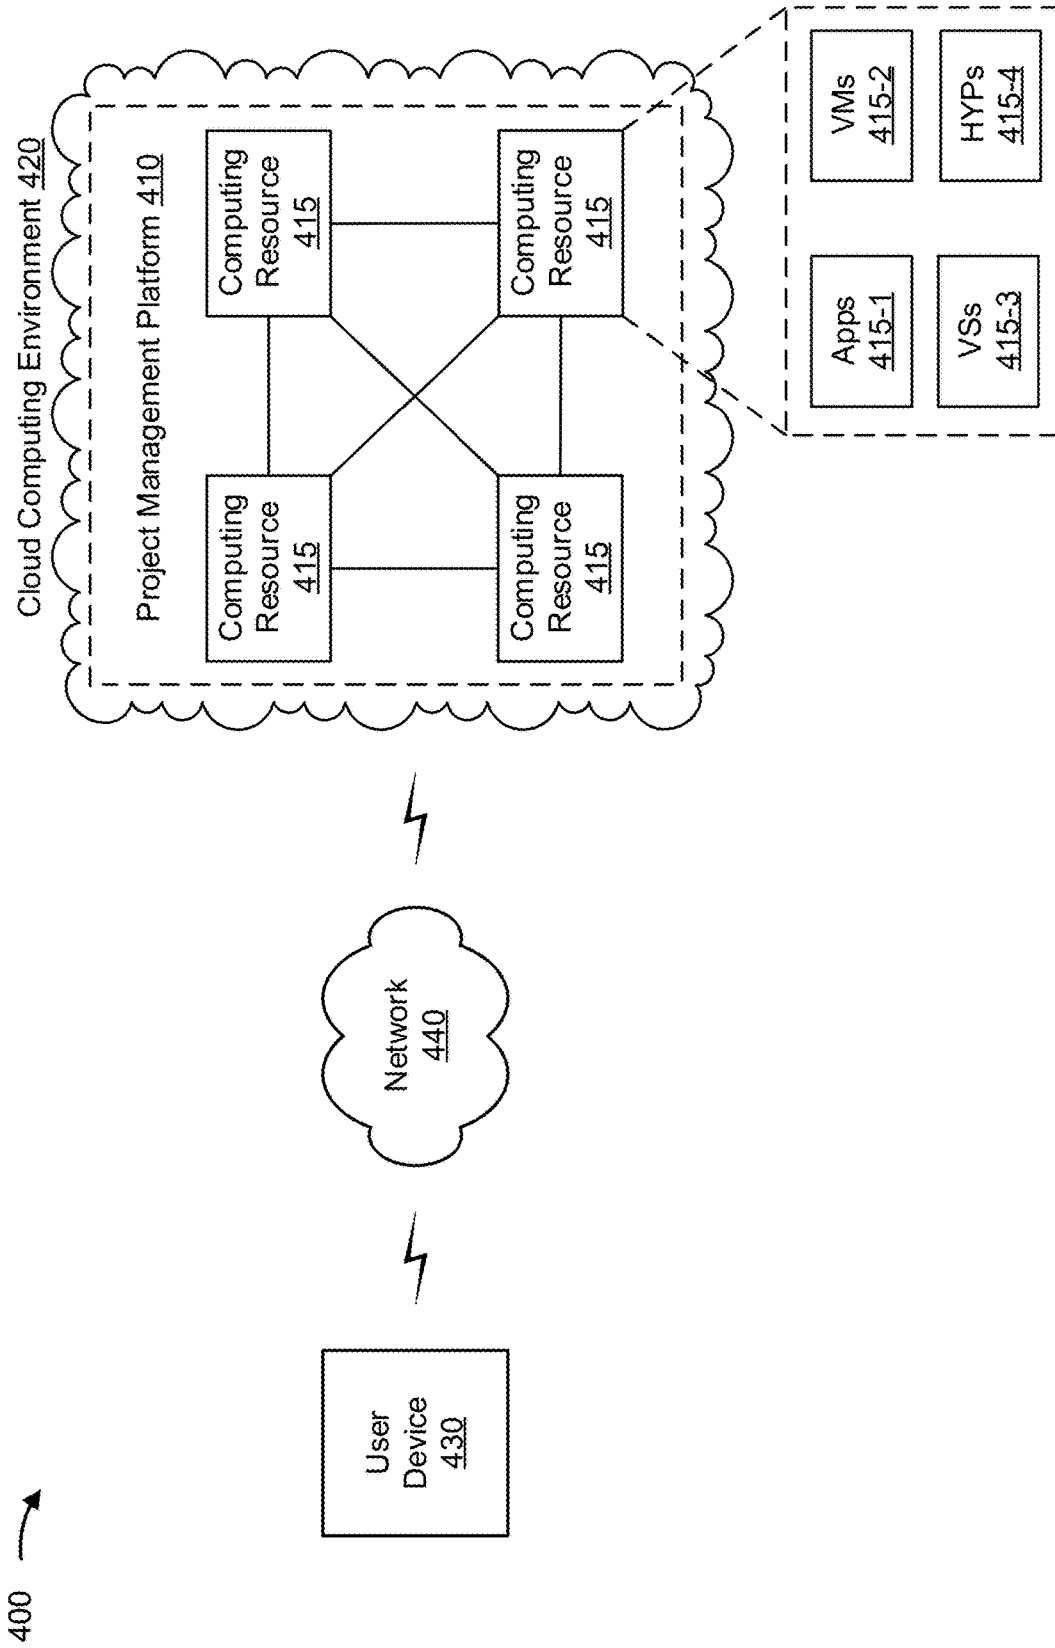 400
Cloud Computing Environment 420
Project Management Platform 410
Computing
Resource
415
Computing
Resource
415
Computing
Resource
415
Computing
Resource
415
User
Device
430
Network
440
Apps
415-1
VMs
415-2
VSs
415-3
HYPs
415-4